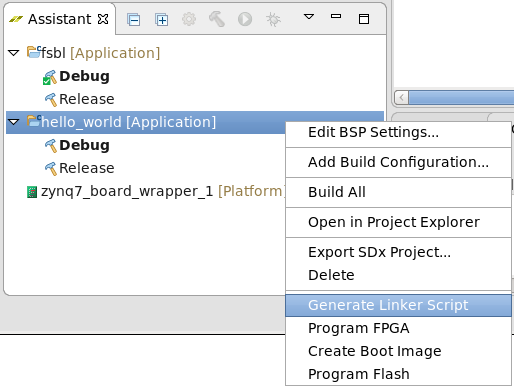 Assistant
fsbl [Application]
Debug
Release
hello_world [Application]
Debug
Release
zynq7_board_wrapper_1 [Platform]
Edit BSP Settings...
Add Build Configuration...
Build All
Open in Project Explorer
Export SDx Project...
Delete
Generate Linker Script
Program FPGA
Create Boot Image
Program Flash